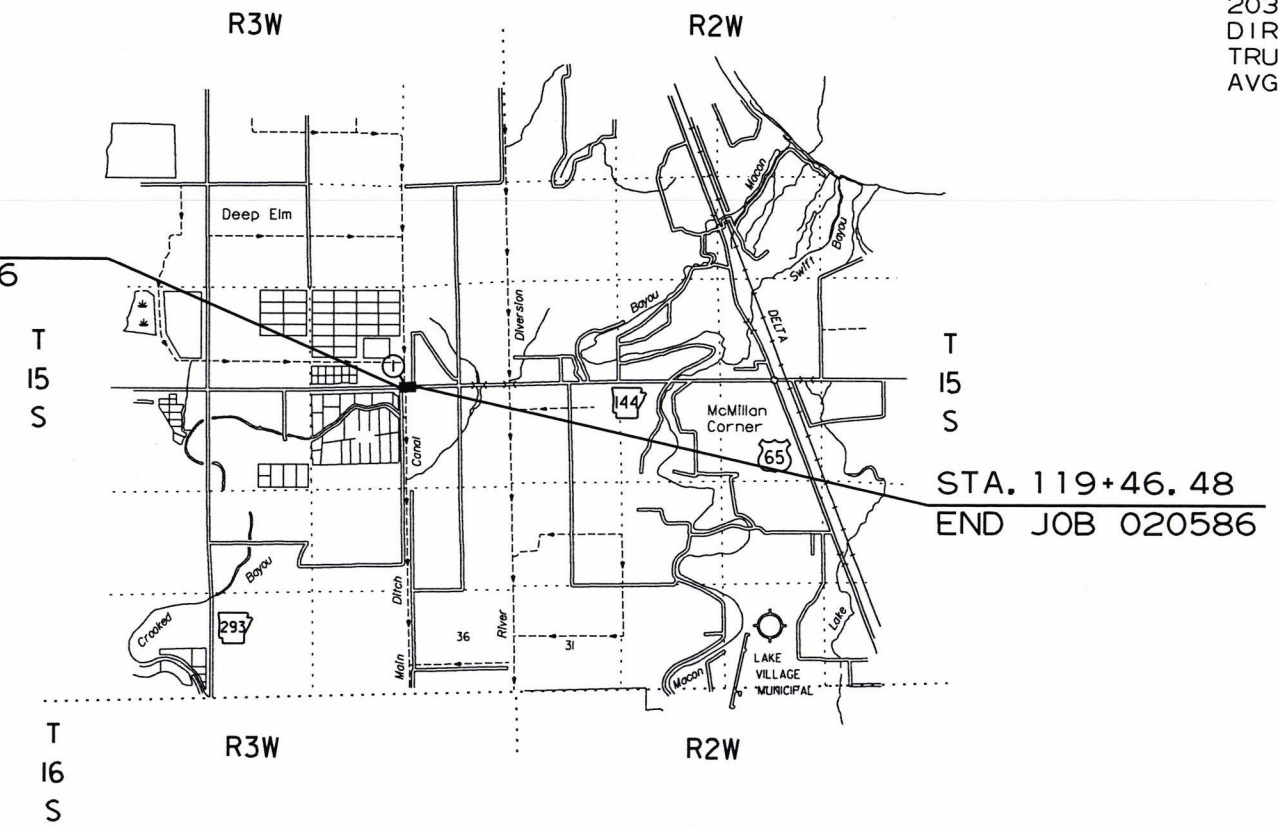 R3W
R2W
203
DIR
TRU
AVG
Deep Elm
Macon
Swift
Bayou
6
Diversion
Bayou
DELTA
T
15
S
T
15
S
1
144
McMillan
Corner
65
Canal
STA. 119+46.48
END JOB 020586
Bayou
Crooked
293
Ditch
Main
River
36
31
Lake
LAKE
VILLAGE
MUNICIPAL
Macon
T
16
S
R3W
R2W